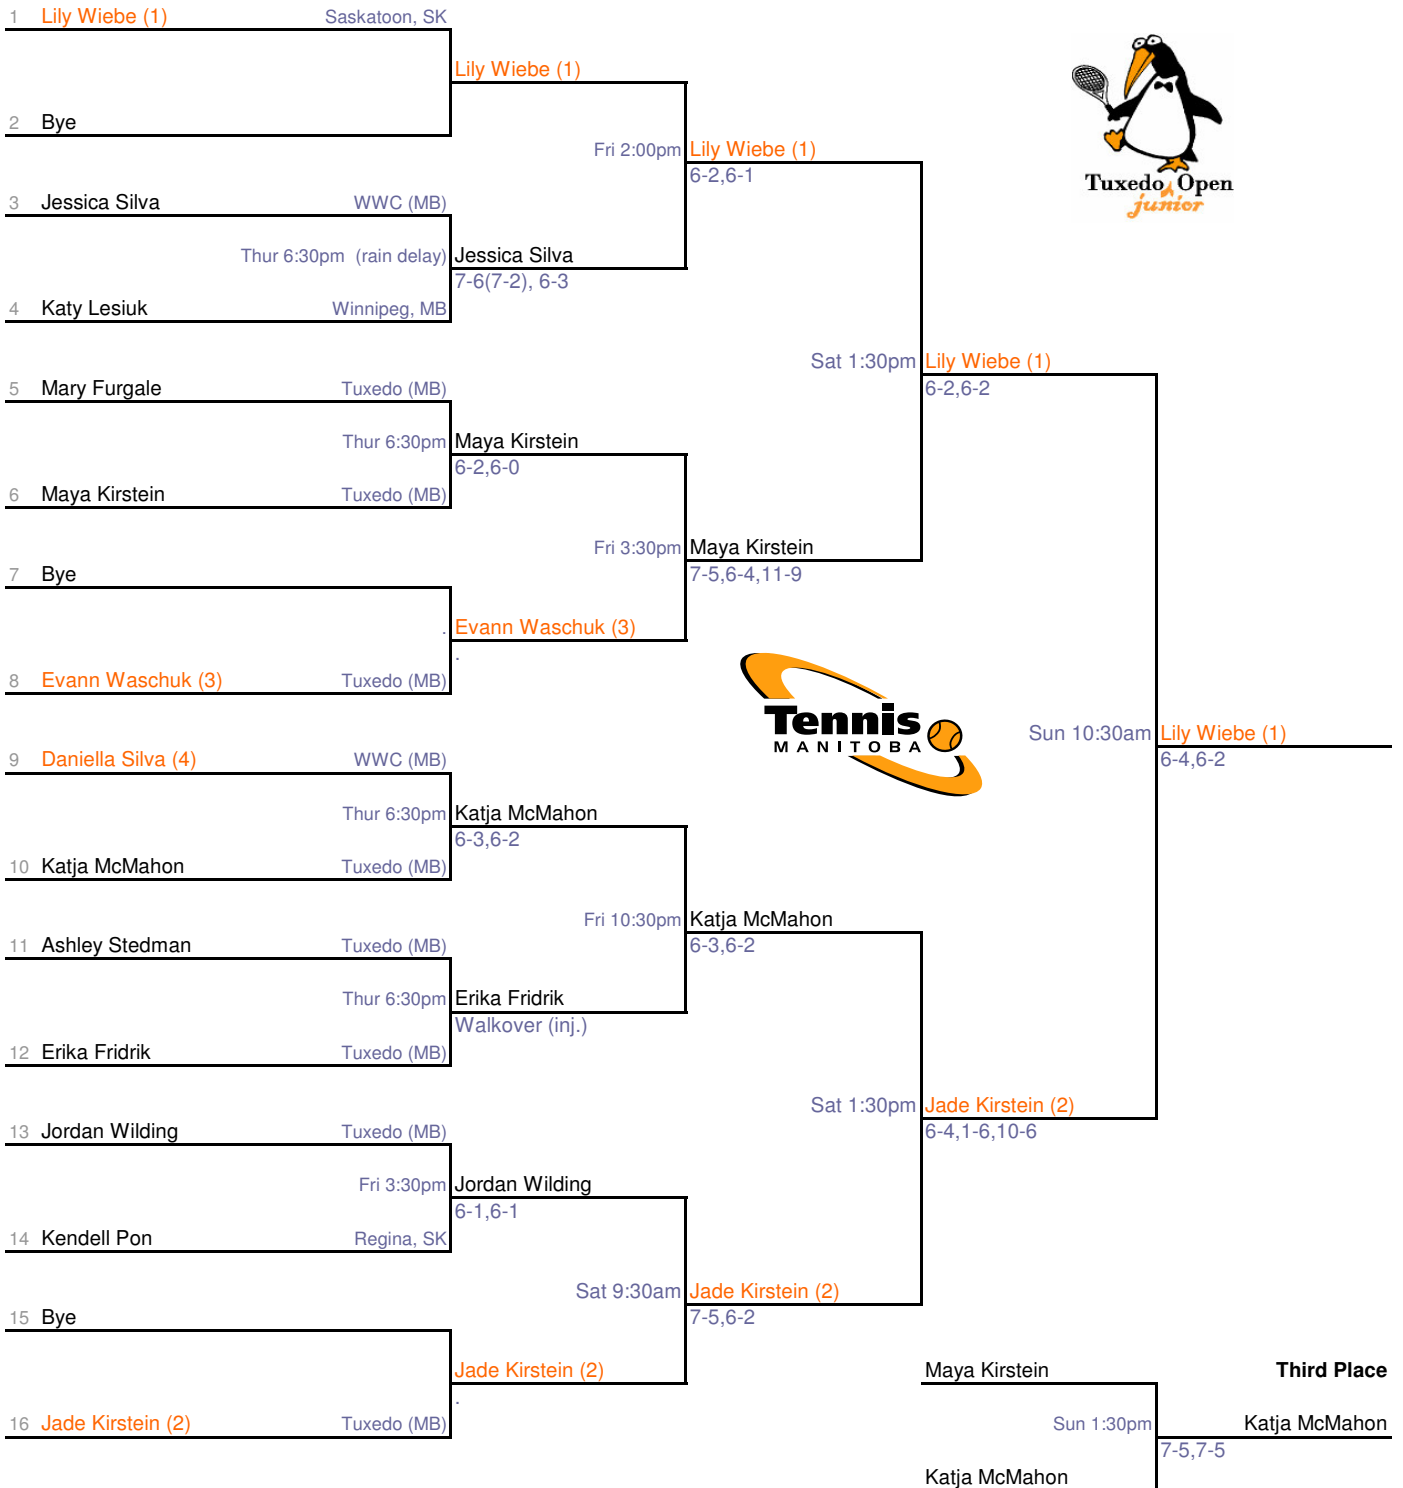 1 Lily Wiebe (1) Saskatoon, SK
Lily Wiebe (1)
2 Bye
Fri 2:00pm Lily Wiebe (1)
6-2,6-1
Tuxedo Open
junior
3 Jessica Silva WWC (MB)
Thur 6:30pm (rain delay) Jessica Silva
7-6(7-2), 6-3
4 Katy Lesiuk Winnipeg, MB
Sat 1:30pm Lily Wiebe (1)
6-2,6-2
5 Mary Furgale Tuxedo (MB)
Thur 6:30pm Maya Kirstein
6-2,6-0
6 Maya Kirstein Tuxedo (MB)
Fri 3:30pm Maya Kirstein
7-5,6-4,11-9
7 Bye
. Evann Waschuk (3)
.
8 Evann Waschuk (3) Tuxedo (MB)
Tennis
MANITOBA
Sun 10:30am Lily Wiebe (1)
6-4,6-2
9 Daniella Silva (4) WWC (MB)
Thur 6:30pm Katja McMahon
6-3,6-2
10 Katja McMahon Tuxedo (MB)
Fri 10:30pm Katja McMahon
6-3,6-2
11 Ashley Stedman Tuxedo (MB)
Thur 6:30pm Erika Fridrik
Walkover (inj.)
12 Erika Fridrik Tuxedo (MB)
Sat 1:30pm Jade Kirstein (2)
6-4,1-6,10-6
13 Jordan Wilding Tuxedo (MB)
Fri 3:30pm Jordan Wilding
6-1,6-1
14 Kendell Pon Regina, SK
Sat 9:30am Jade Kirstein (2)
7-5,6-2
15 Bye
Jade Kirstein (2)
.
16 Jade Kirstein (2) Tuxedo (MB)
Maya Kirstein Third Place
Sun 1:30pm Katja McMahon
7-5,7-5
Katja McMahon